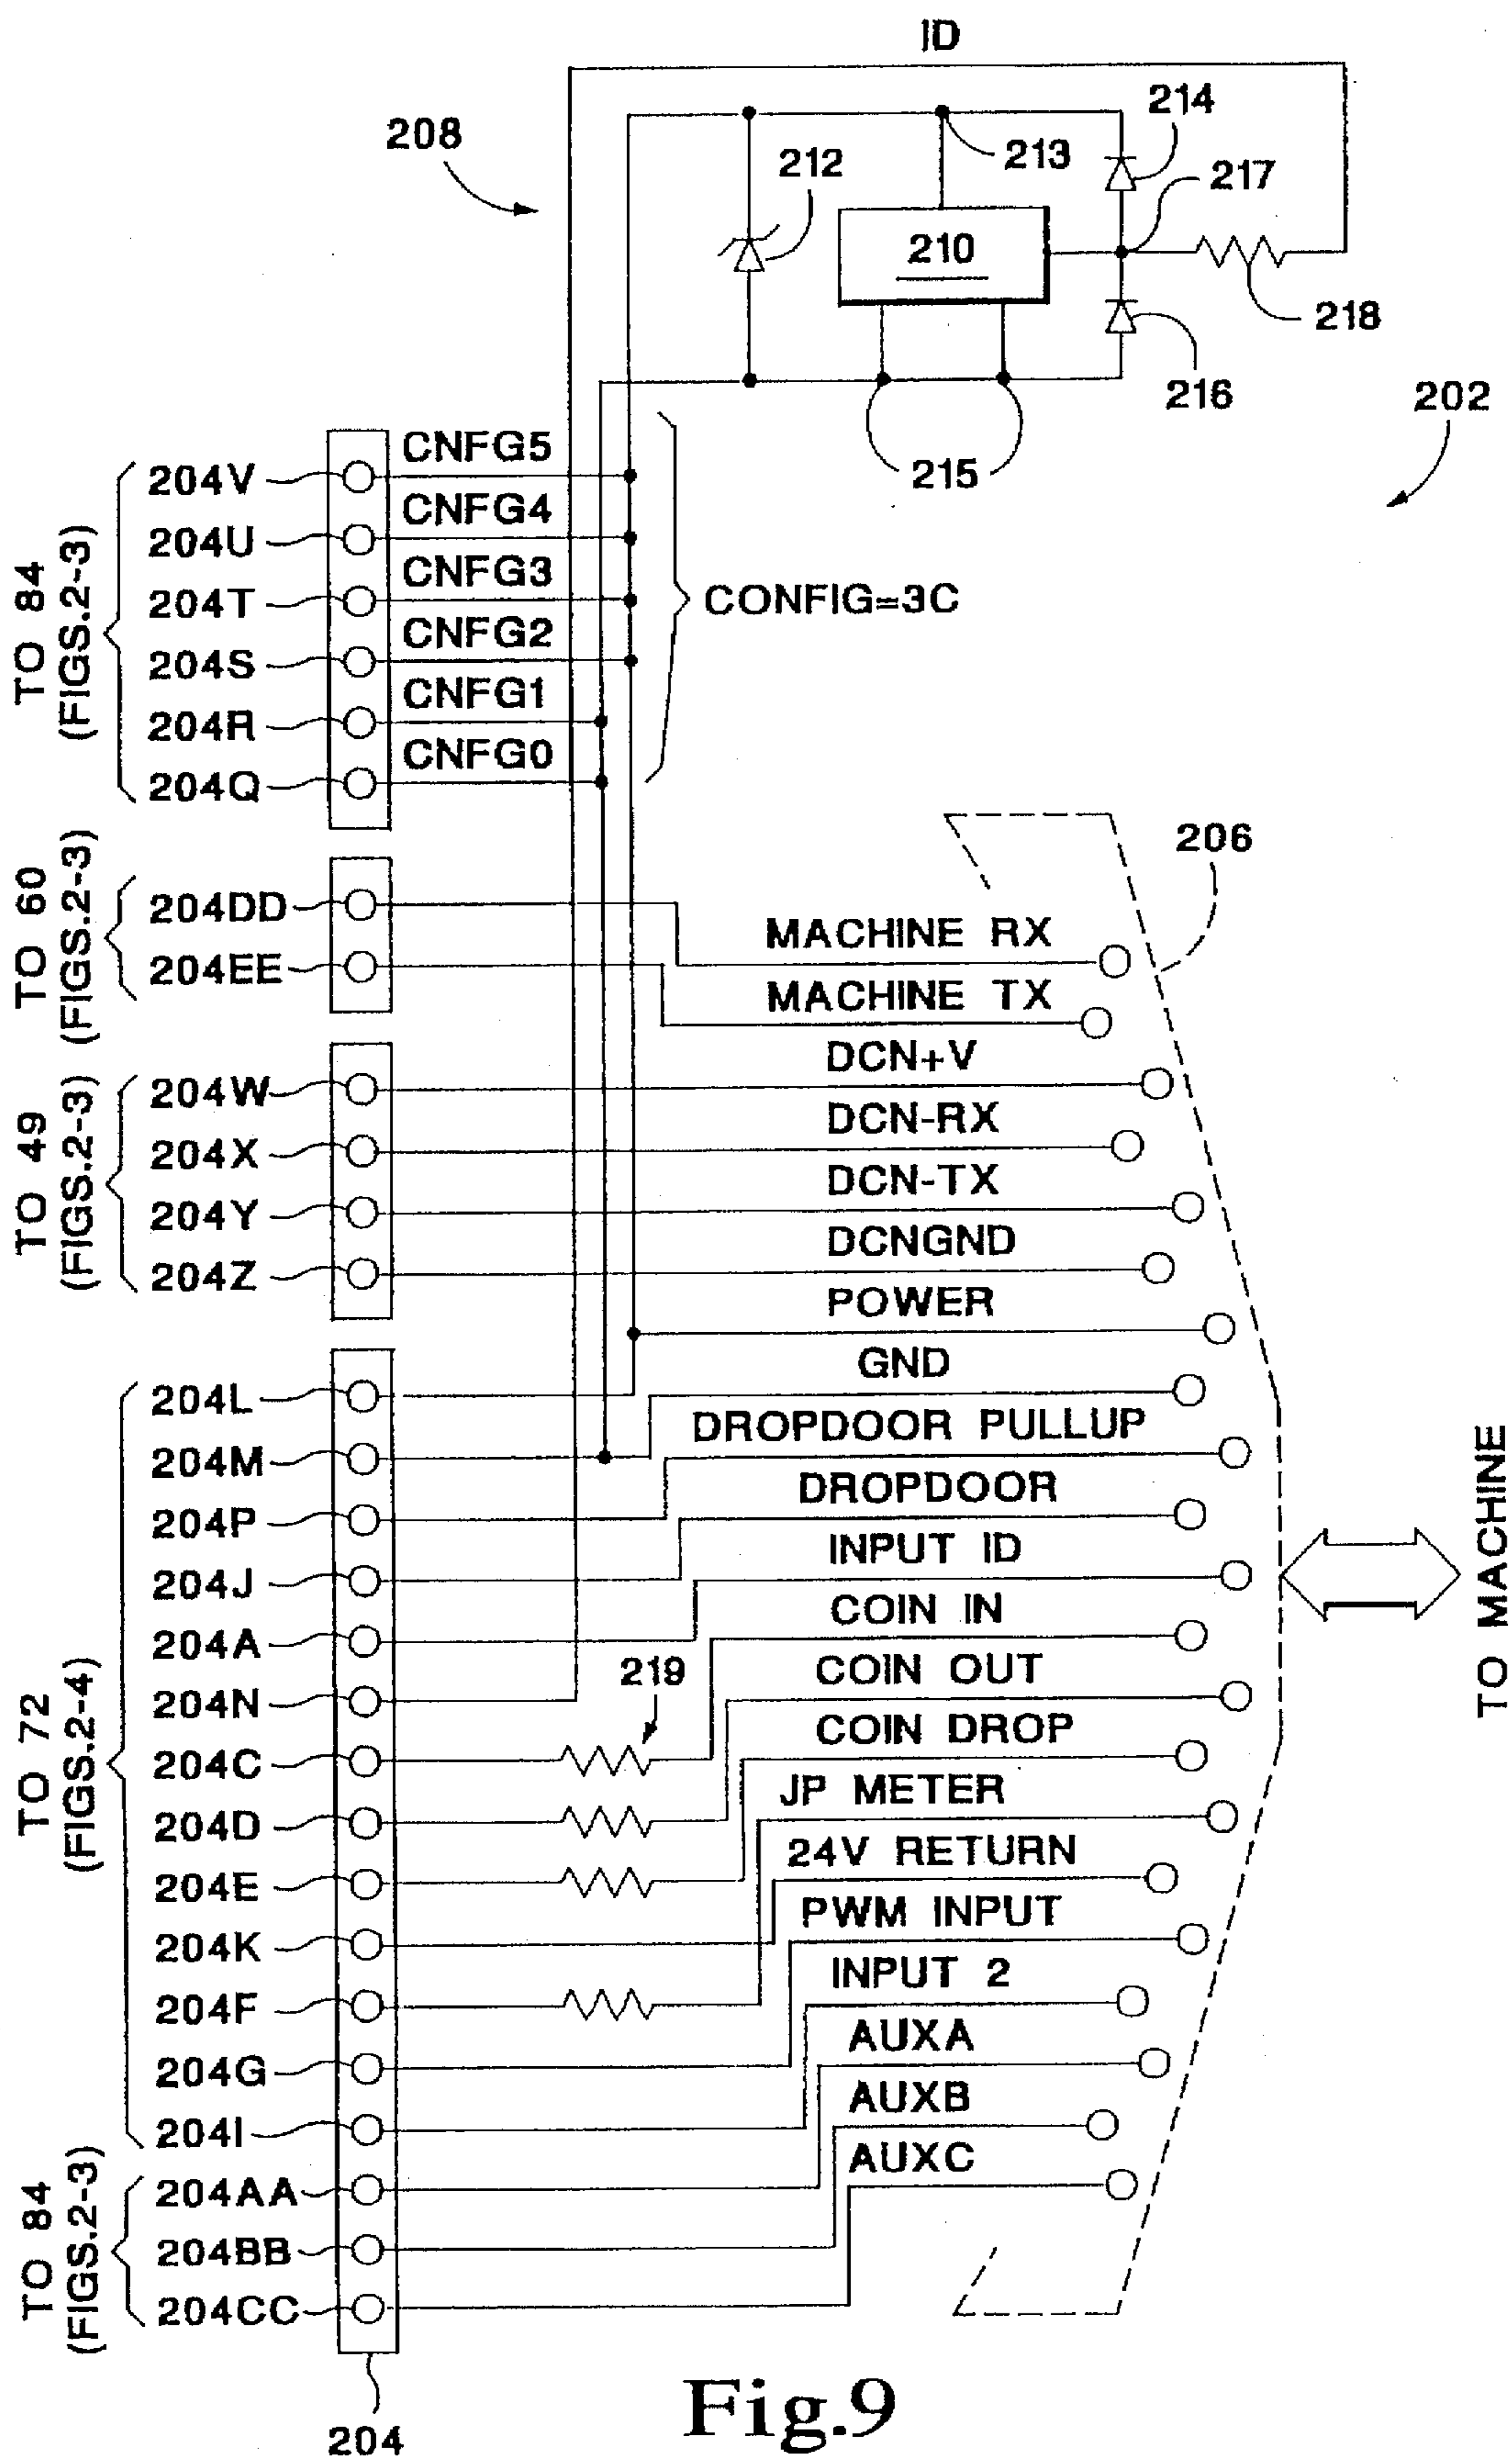 ID
208
212
213
214
217
210
218
216
202
215
TO 84
(FIGS.2-3)
204V CNFG5
204U CNFG4
204T CNFG3
204S CNFG2
204R CNFG1
204Q CNFG0
CONFIG=3C
206
TO 60
(FIGS.2-3)
204DD MACHINE RX
204EE MACHINE TX
TO 49
(FIGS.2-3)
204W DCN+V
204X DCN-RX
204Y DCN-TX
204Z DCNGND
POWER
TO 72
(FIGS.2-4)
204L GND
204M DROPDOOR PULLUP
204P DROPDOOR
204J INPUT ID
204A COIN IN
204N 219 COIN OUT
204C COIN DROP
204D JP METER
204E 24V RETURN
204K PWM INPUT
204F INPUT 2
204G AUXA
204I AUXB
TO 84
(FIGS.2-3)
204AA AUXC
204BB
204CC
TO MACHINE
204
Fig.9